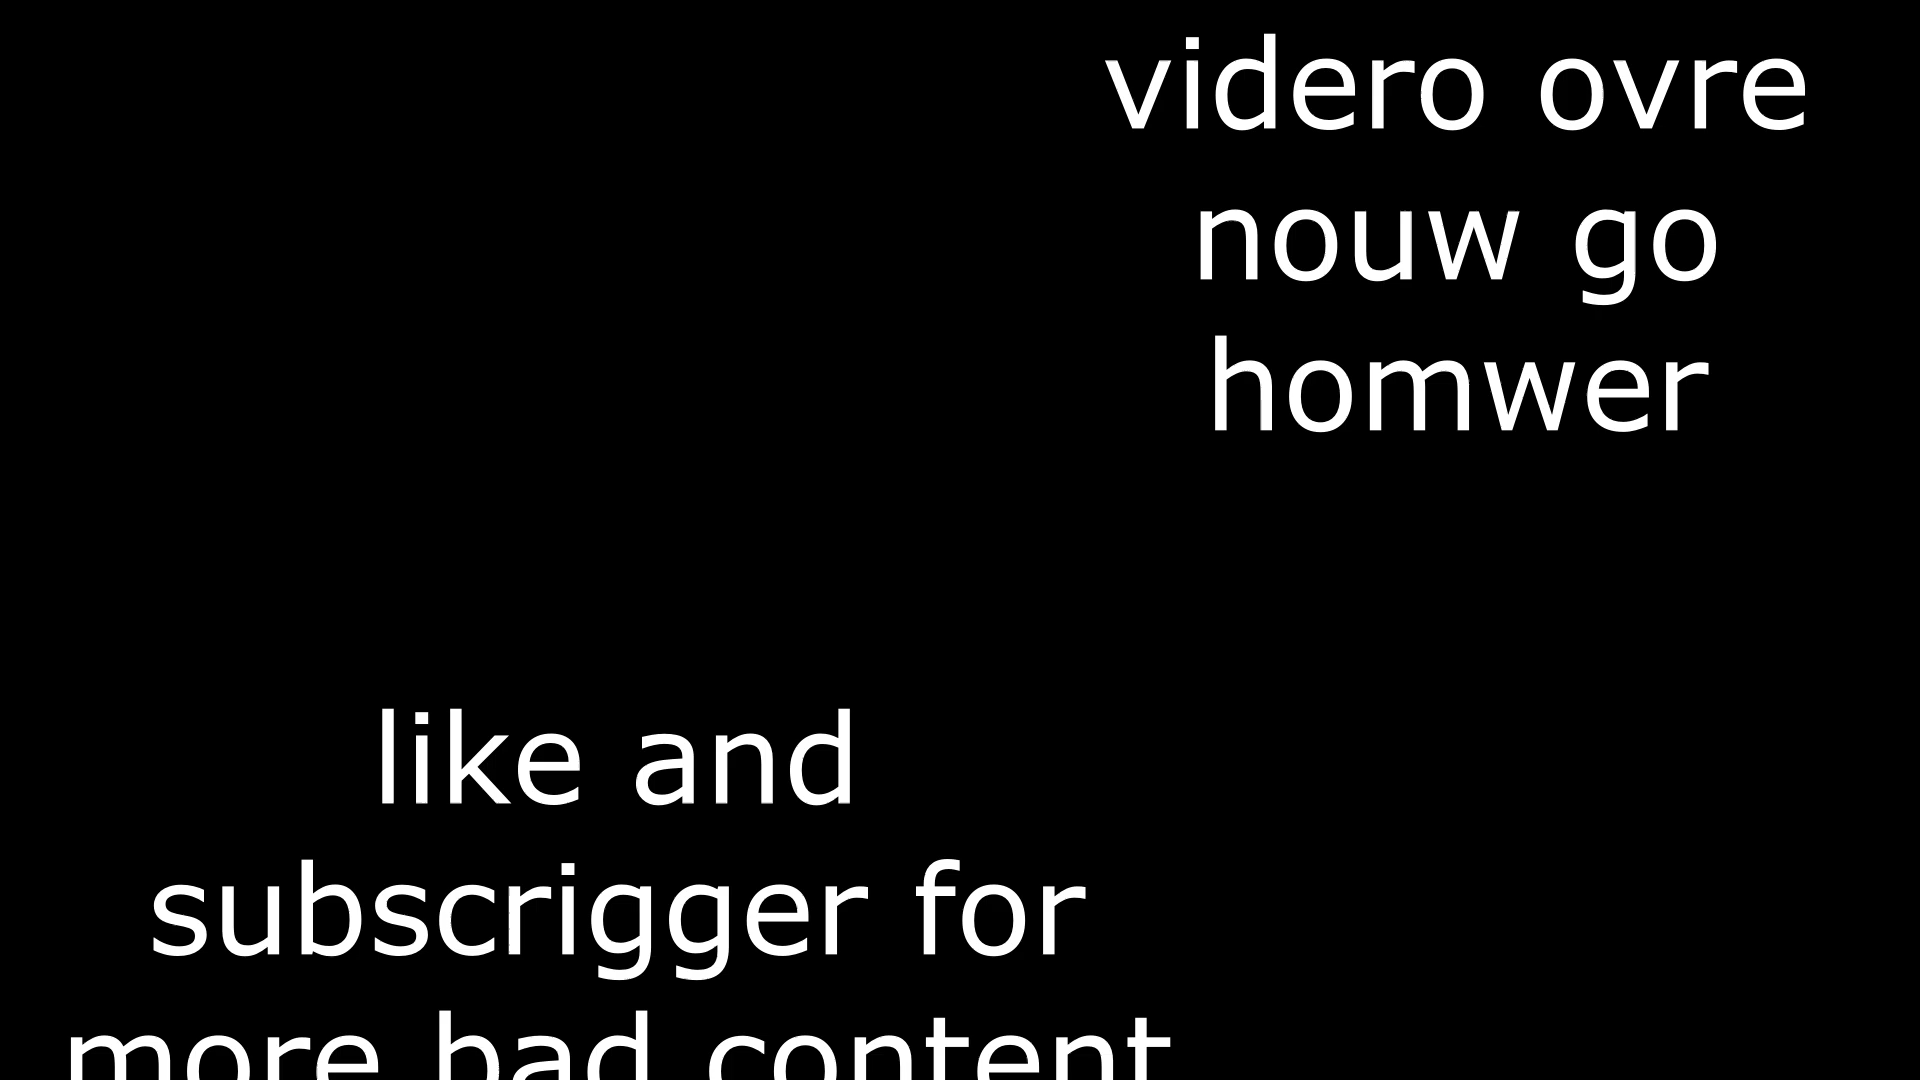 videro ovre
nouw go
homwer
like and
subscrigger for
more bad content